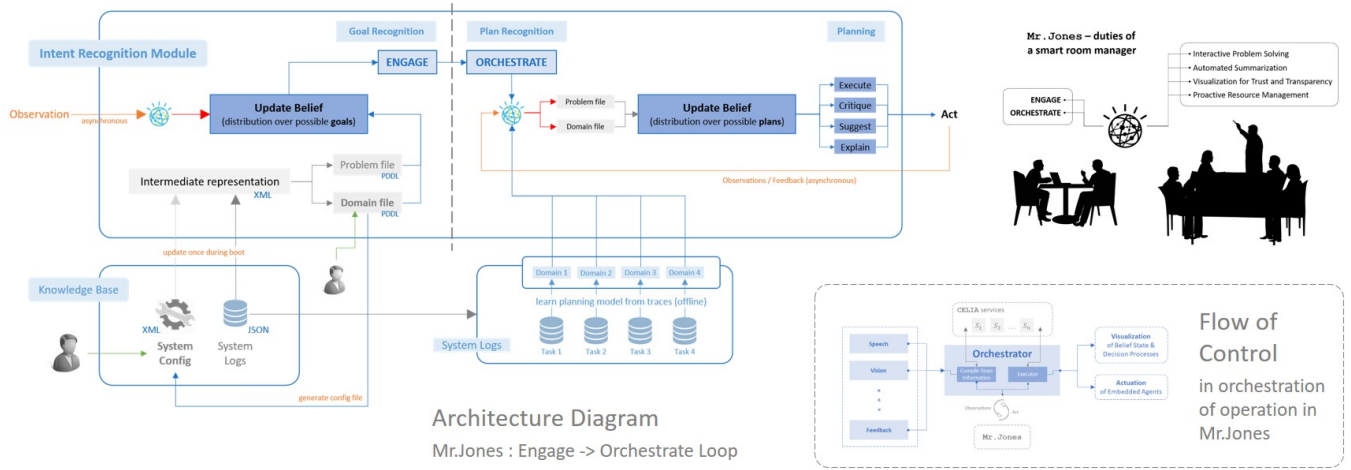 Intent Recognition Module
Goal Recognition
Plan Recognition
Planning
ENGAGE
ORCHESTRATE
Observation
asynchronous
Update Belief
(distribution over possible goals)
Problem file
Domain file
Update Belief
(distribution over possible plans)
Execute
Critique
Suggest
Explain
Act
Observations / Feedback (asynchronous)
Intermediate representation
XML
Problem file
PDDL
Domain file
PDDL
update once during boot
Knowledge Base
XML
System
Config
JSON
System
Logs
generate config file
Domain 1
Domain 2
Domain 3
Domain 4
learn planning model from traces (offline)
System Logs
Task 1
Task 2
Task 3
Task 4
Architecture Diagram
Mr.Jones : Engage -> Orchestrate Loop
Mr.Jones – duties of
a smart room manager
ENGAGE
ORCHESTRATE
Interactive Problem Solving
Automated Summarization
Visualization for Trust and Transparency
Proactive Resource Management
CELIA services
S1 S2 ... Sn
Speech
Vision
Feedback
Orchestrator
Compile State
Information
Executor
Observations
Act
Mr.Jones
Visualization
of Belief State &
Decision Processes
Actuation
of Embedded Agents
Flow of
Control
in orchestration
of operation in
Mr.Jones